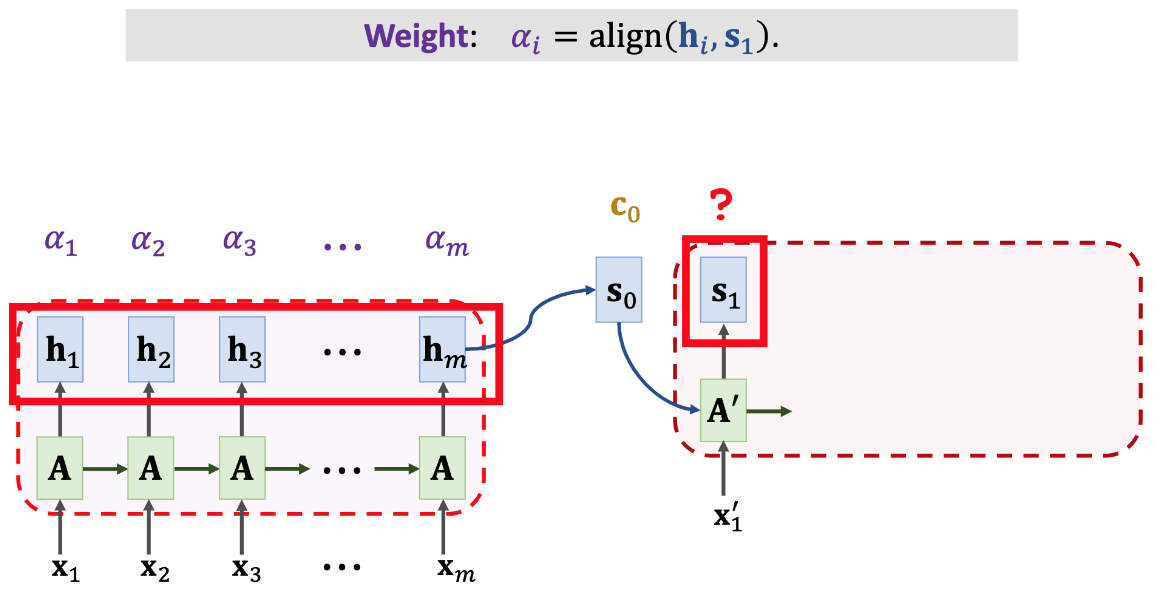 Weight: αᵢ = align(𝐡ᵢ, 𝐬₁).
𝐜₀ ?
α₁ α₂ α₃ ⋯ αₘ
𝐬₀ 𝐬₁
𝐡₁ 𝐡₂ 𝐡₃ ⋯ 𝐡ₘ
𝐀′
𝐀 𝐀 𝐀 ⋯ 𝐀
𝐱′₁
𝐱₁ 𝐱₂ 𝐱₃ ⋯ 𝐱ₘ